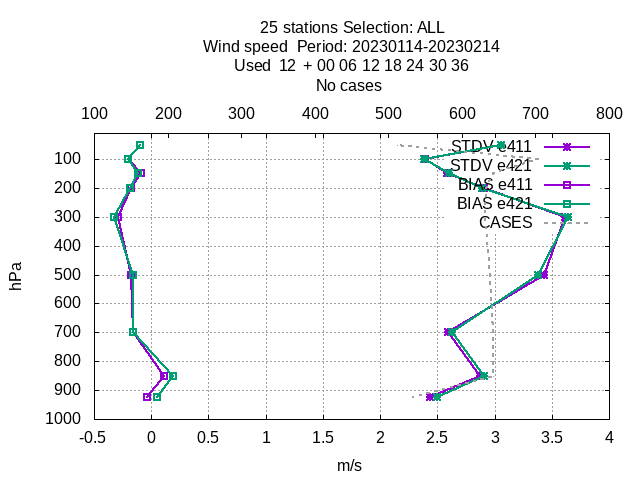 25 stations Selection: ALL
Wind speed  Period: 20230114-20230214
Used  12  + 00 06 12 18 24 30 36
No cases
100 200 300 400 500 600 700 800
STDV e411
STDV e421
BIAS e411
BIAS e421
CASES
100
200
300
400
500
600
700
800
900
1000
hPa
-0.5 0 0.5 1 1.5 2 2.5 3 3.5 4
m/s